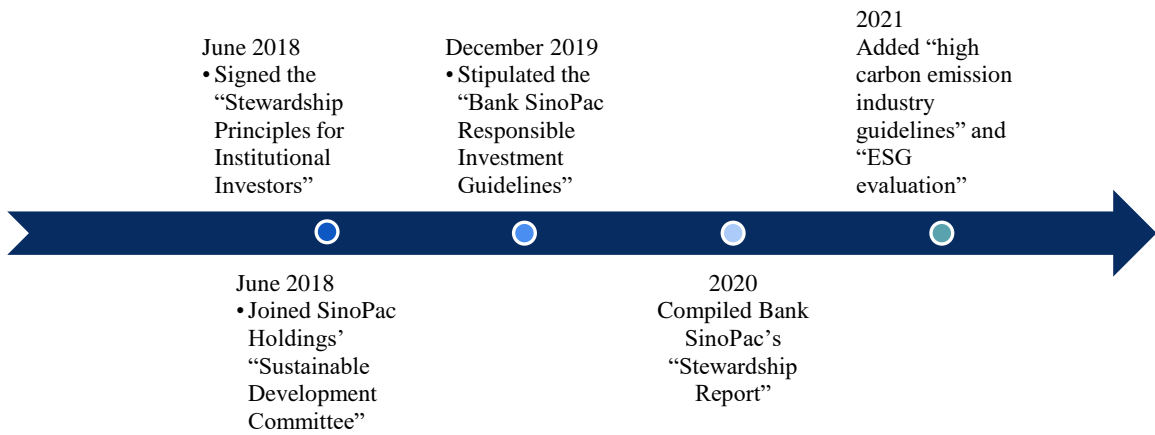 June 2018
• Signed the
“Stewardship
Principles for
Institutional
Investors”
June 2018
• Joined SinoPac
Holdings’
“Sustainable
Development
Committee”
December 2019
• Stipulated the
“Bank SinoPac
Responsible
Investment
Guidelines”
2020
Compiled Bank
SinoPac’s
“Stewardship
Report”
2021
Added “high
carbon emission
industry
guidelines” and
“ESG
evaluation”